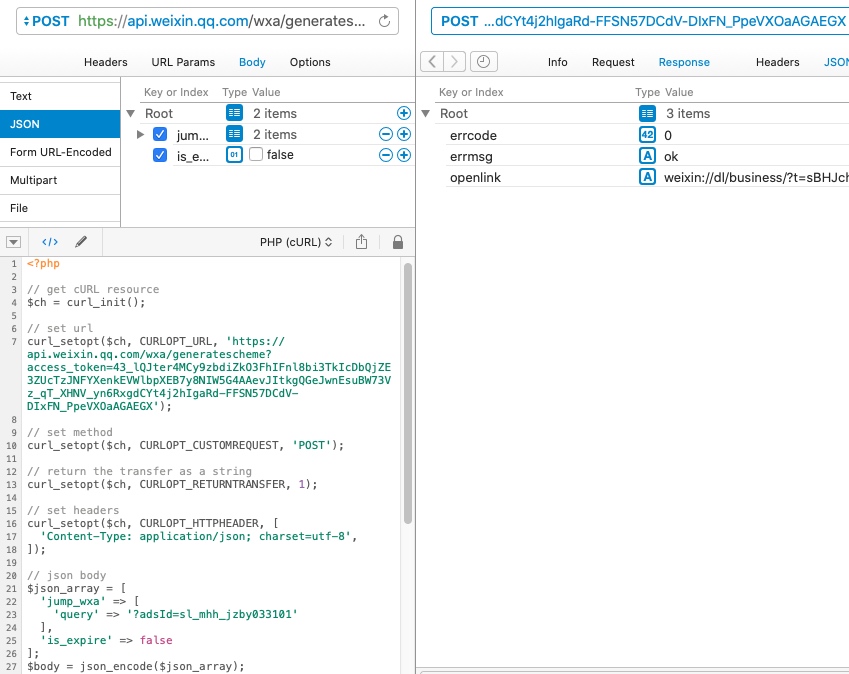 POST https://api.weixin.qq.com/wxa/generates...
POST ...dCYt4j2hIgaRd-FFSN57DCdV-DIxFN_PpeVXOaAGAEGX
Headers URL Params Body Options
Info Request Response Headers JSON
Text
JSON
Form URL-Encoded
Multipart
File
Key or Index Type Value
Root 2 items
jum... 2 items
is_e... 01 false
Key or Index Type Value
Root 3 items
errcode 42 0
errmsg A ok
openlink A weixin://dl/business/?t=sBHJch
</> PHP (cURL)
1 <?php
2
3 // get cURL resource
4 $ch = curl_init();
5
6 // set url
7 curl_setopt($ch, CURLOPT_URL, 'https://
api.weixin.qq.com/wxa/generatescheme?
access_token=43_lQJter4MCy9zbdiZkO3FhIFnl8bi3TkIcDbQjZE
3ZUcTzJNFYXenkEVWlbpXEB7y8NIW5G4AAevJItkgQGeJwnEsuBW73V
z_qT_XHNV_yn6RxgdCYt4j2hIgaRd-FFSN57DCdV-
DIxFN_PpeVXOaAGAEGX');
8
9 // set method
10 curl_setopt($ch, CURLOPT_CUSTOMREQUEST, 'POST');
11
12 // return the transfer as a string
13 curl_setopt($ch, CURLOPT_RETURNTRANSFER, 1);
14
15 // set headers
16 curl_setopt($ch, CURLOPT_HTTPHEADER, [
17 'Content-Type: application/json; charset=utf-8',
18 ]);
19
20 // json body
21 $json_array = [
22 'jump_wxa' => [
23 'query' => '?adsId=sl_mhh_jzby033101'
24 ],
25 'is_expire' => false
26 ];
27 $body = json_encode($json_array);